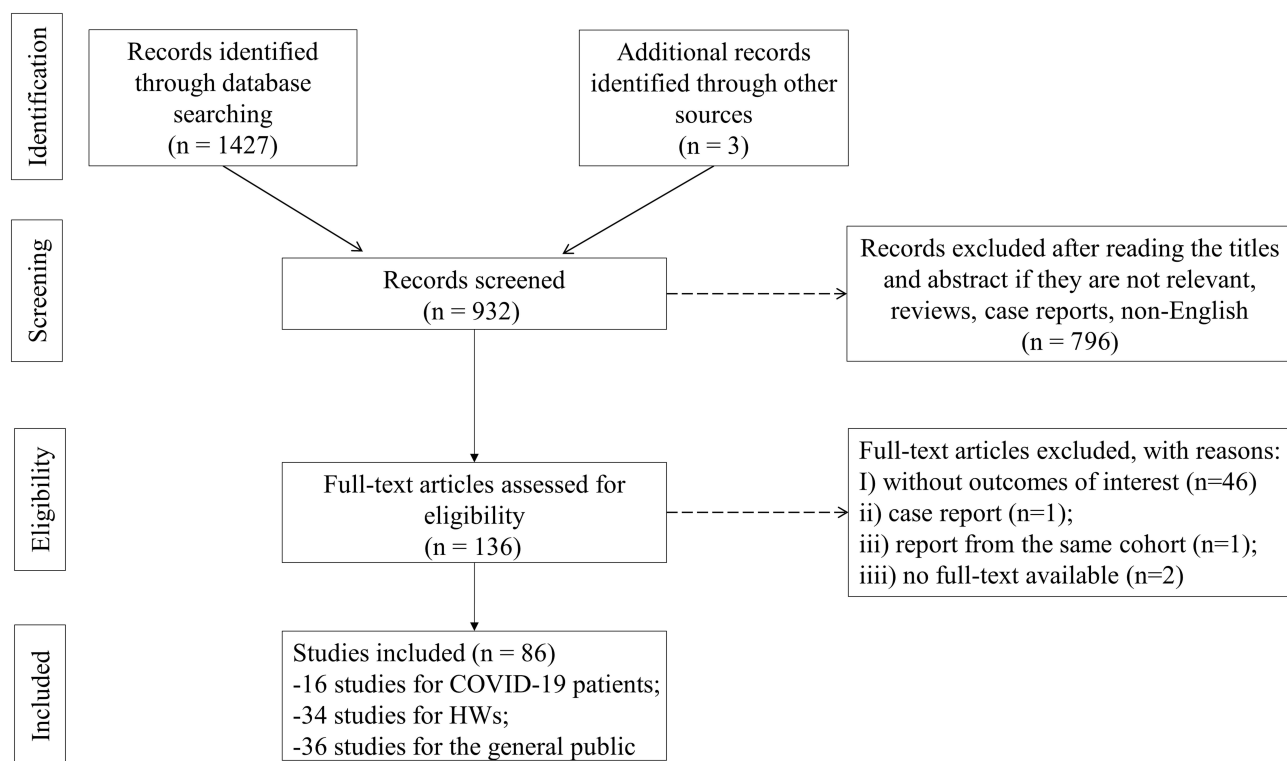 Identification
Records identified
through database
searching
(n = 1427)
Additional records
identified through other
sources
(n = 3)
Screening
Records screened
(n = 932)
Records excluded after reading the titles
and abstract if they are not relevant,
reviews, case reports, non-English
(n = 796)
Eligibility
Full-text articles assessed for
eligibility
(n = 136)
Full-text articles excluded, with reasons:
I) without outcomes of interest (n=46)
ii) case report (n=1);
iii) report from the same cohort (n=1);
iiii) no full-text available (n=2)
Included
Studies included (n = 86)
-16 studies for COVID-19 patients;
-34 studies for HWs;
-36 studies for the general public